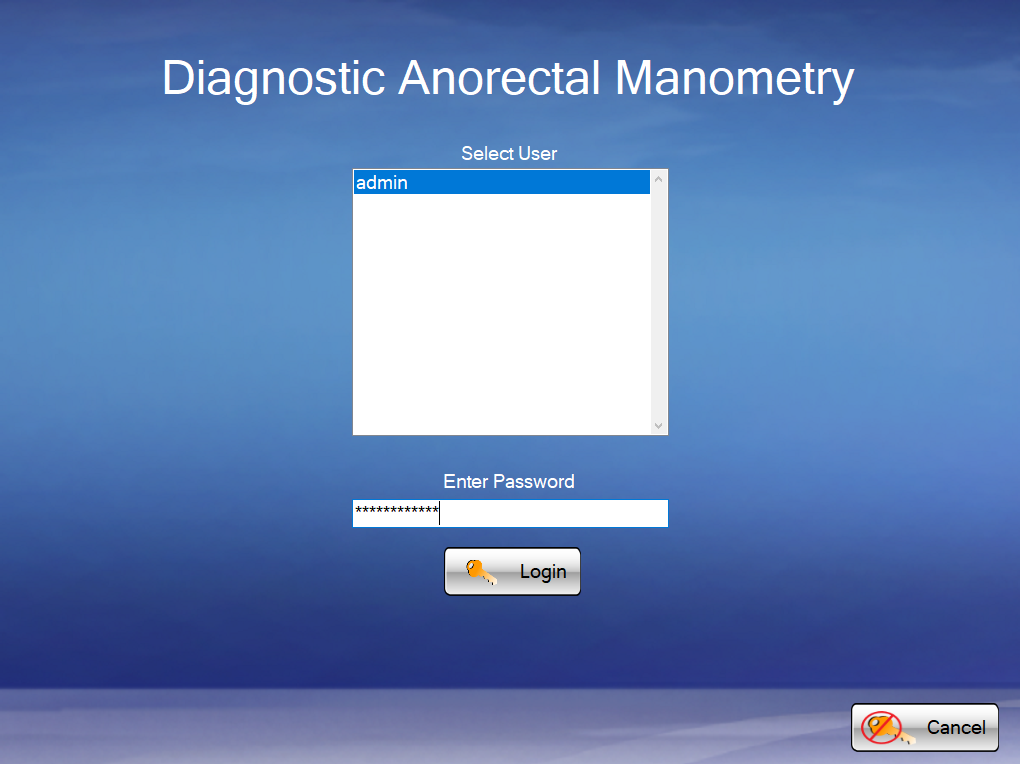 Diagnostic Anorectal Manometry
Select User
admin
Enter Password
************
Login
Cancel